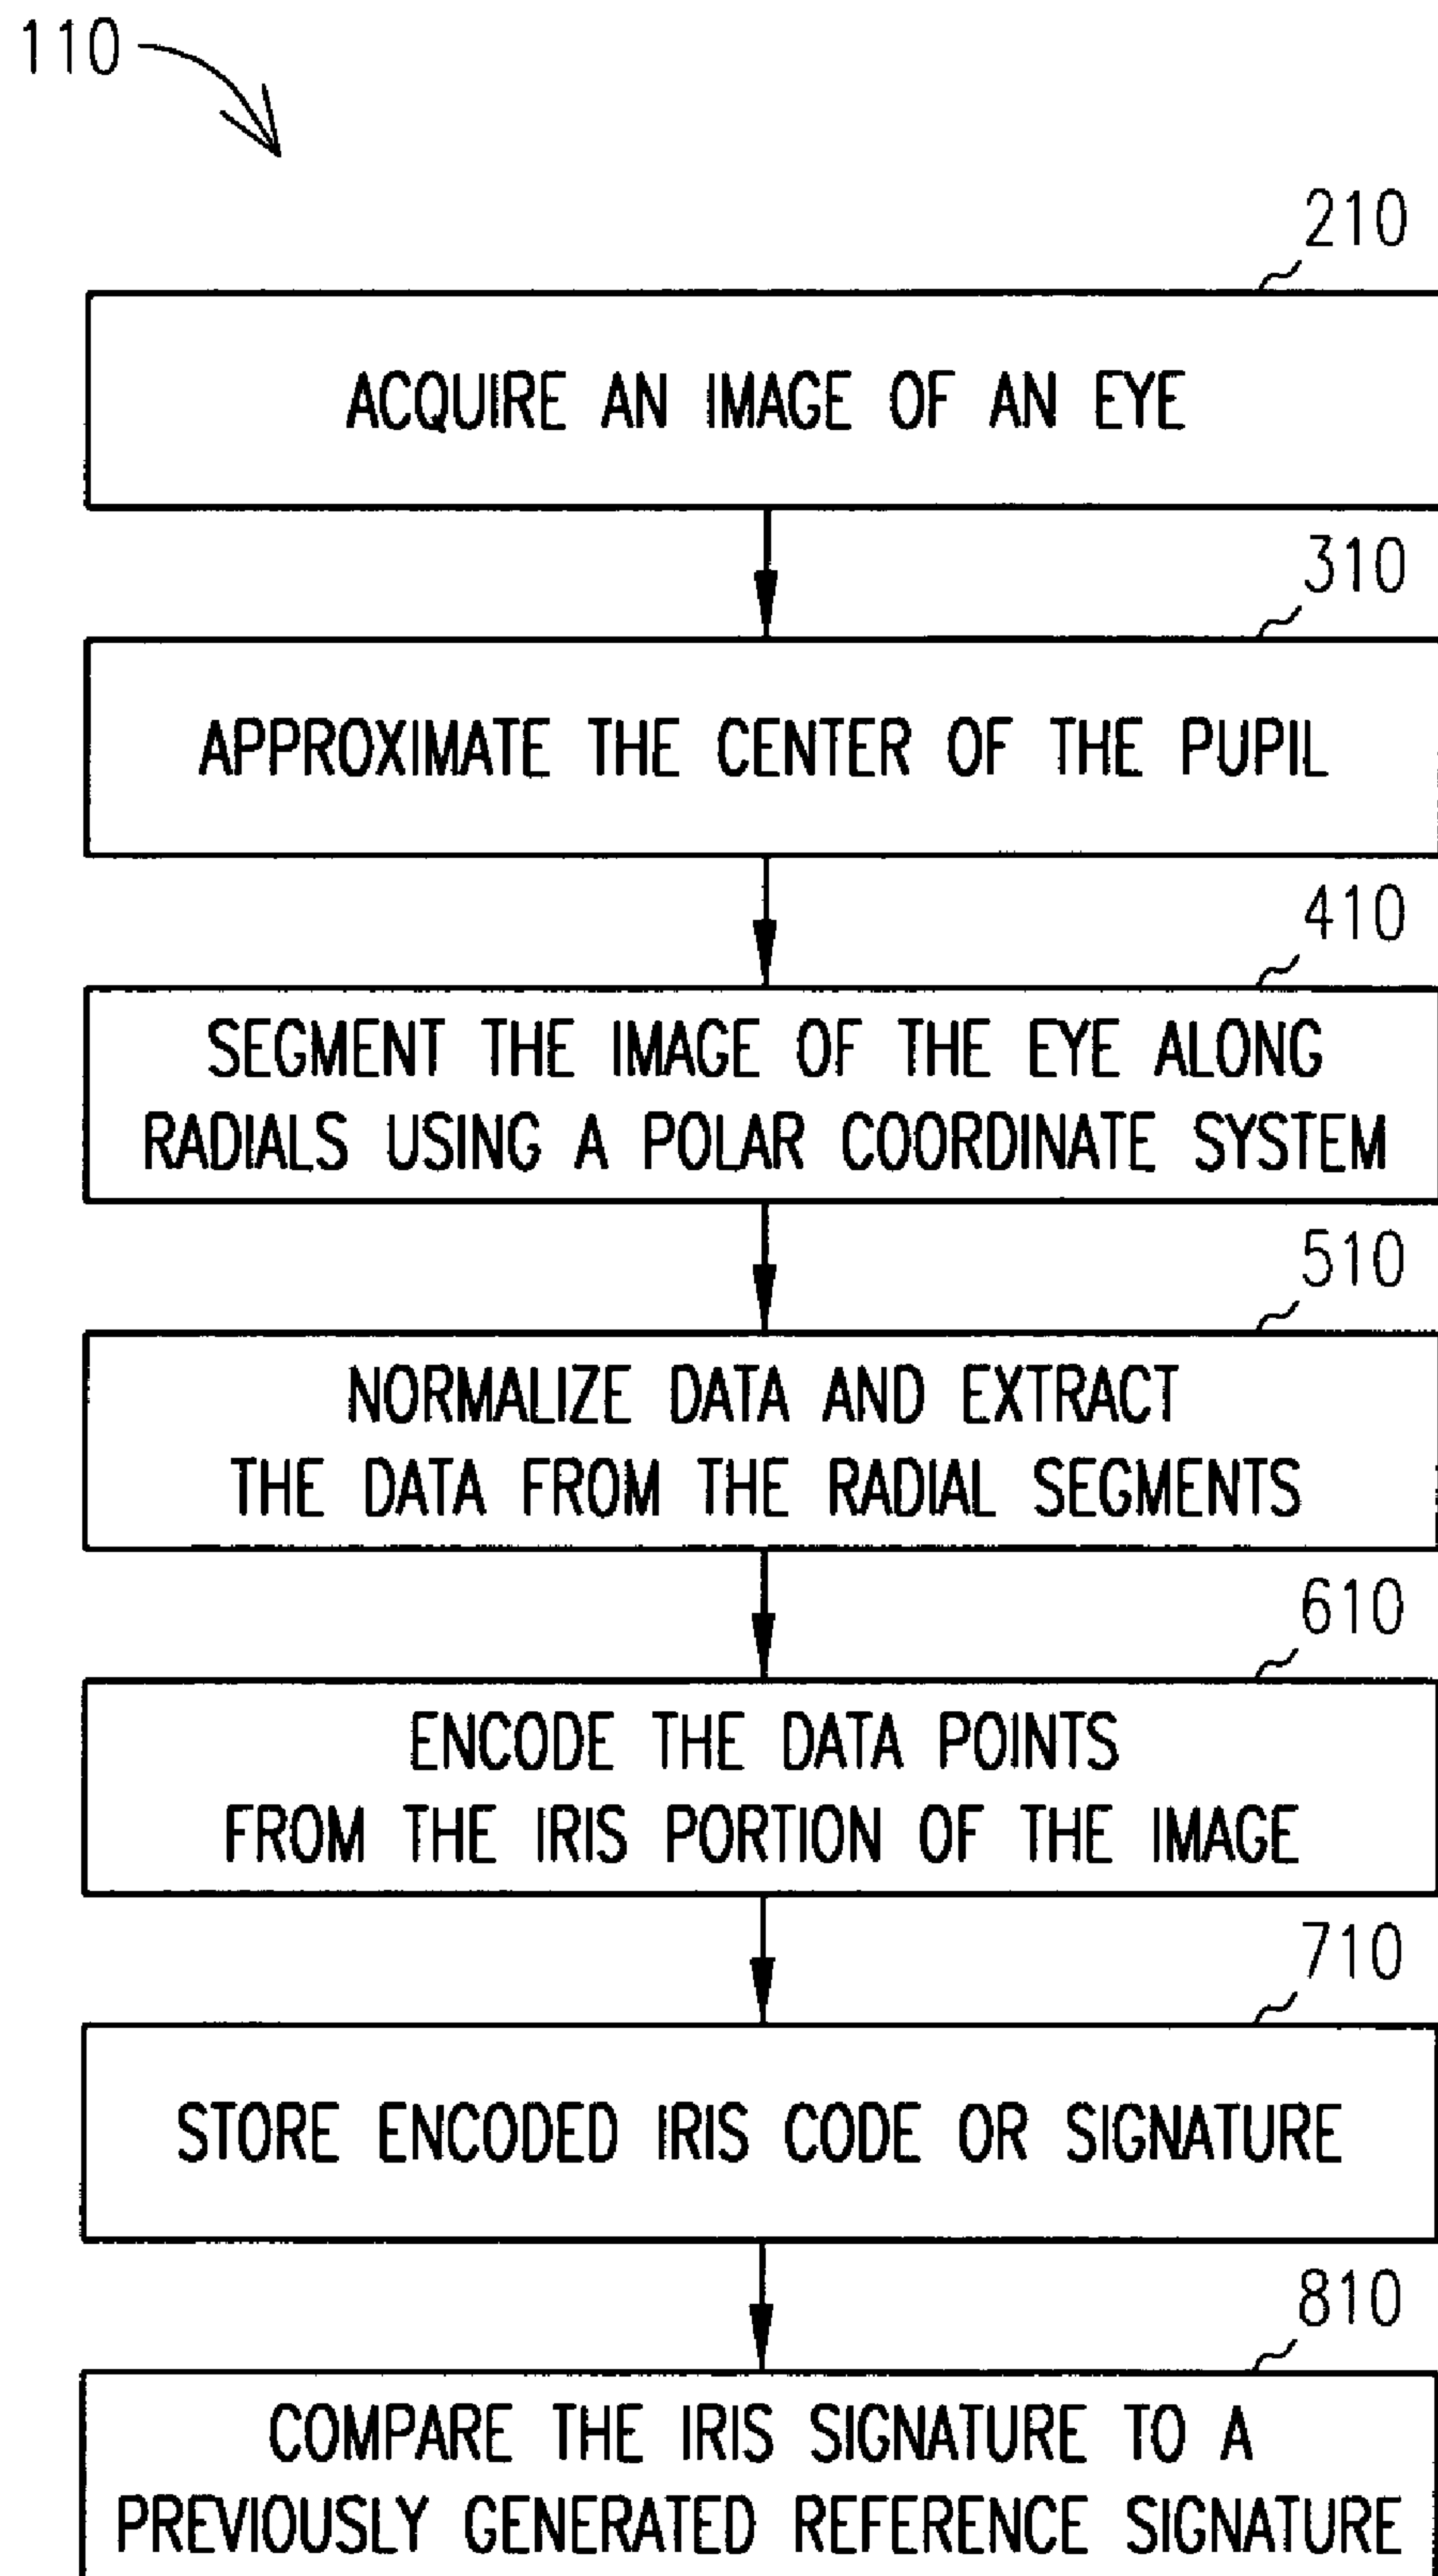 110
210
ACQUIRE AN IMAGE OF AN EYE
310
APPROXIMATE THE CENTER OF THE PUPIL
410
SEGMENT THE IMAGE OF THE EYE ALONG
RADIALS USING A POLAR COORDINATE SYSTEM
510
NORMALIZE DATA AND EXTRACT
THE DATA FROM THE RADIAL SEGMENTS
610
ENCODE THE DATA POINTS
FROM THE IRIS PORTION OF THE IMAGE
710
STORE ENCODED IRIS CODE OR SIGNATURE
810
COMPARE THE IRIS SIGNATURE TO A
PREVIOUSLY GENERATED REFERENCE SIGNATURE